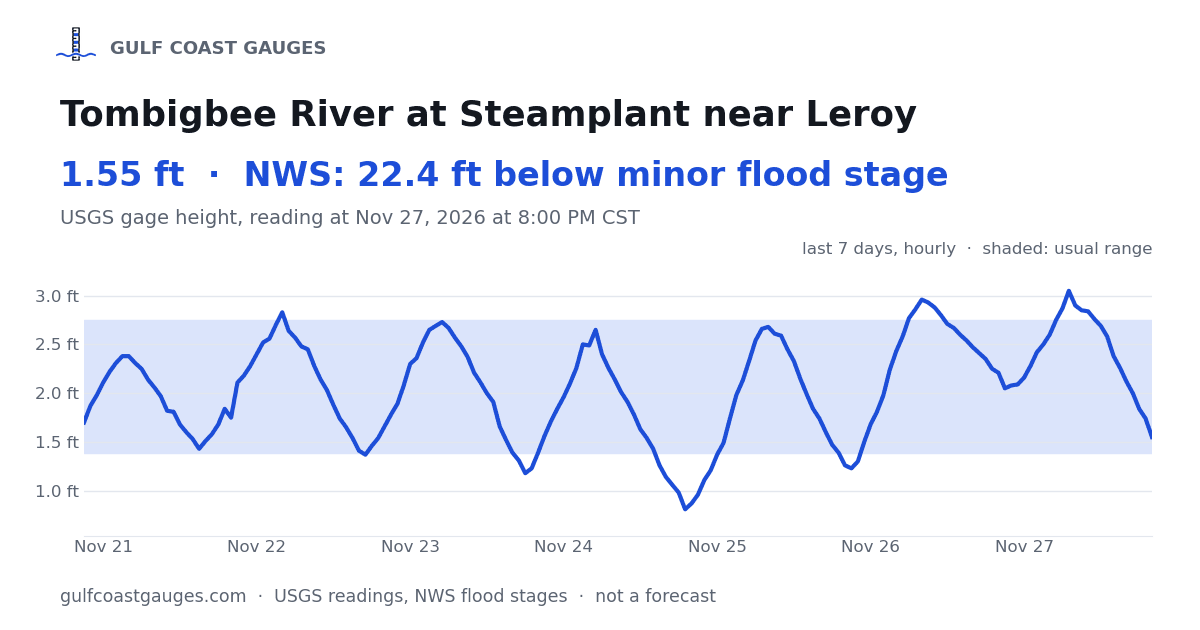 GULF COAST GAUGES
Tombigbee River at Steamplant near Leroy
1.55 ft · NWS: 22.4 ft below minor flood stage
USGS gage height, reading at Nov 27, 2026 at 8:00 PM CST
last 7 days, hourly · shaded: usual range
3.0 ft
2.5 ft
2.0 ft
1.5 ft
1.0 ft
Nov 21 Nov 22 Nov 23 Nov 24 Nov 25 Nov 26 Nov 27
gulfcoastgauges.com · USGS readings, NWS flood stages · not a forecast